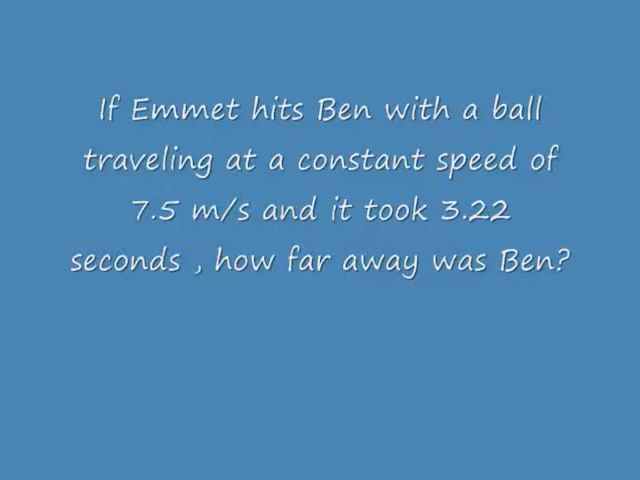 If Emmet hits Ben with a ball
traveling at a constant speed of
7.5 m/s and it took 3.22
seconds , how far away was Ben?